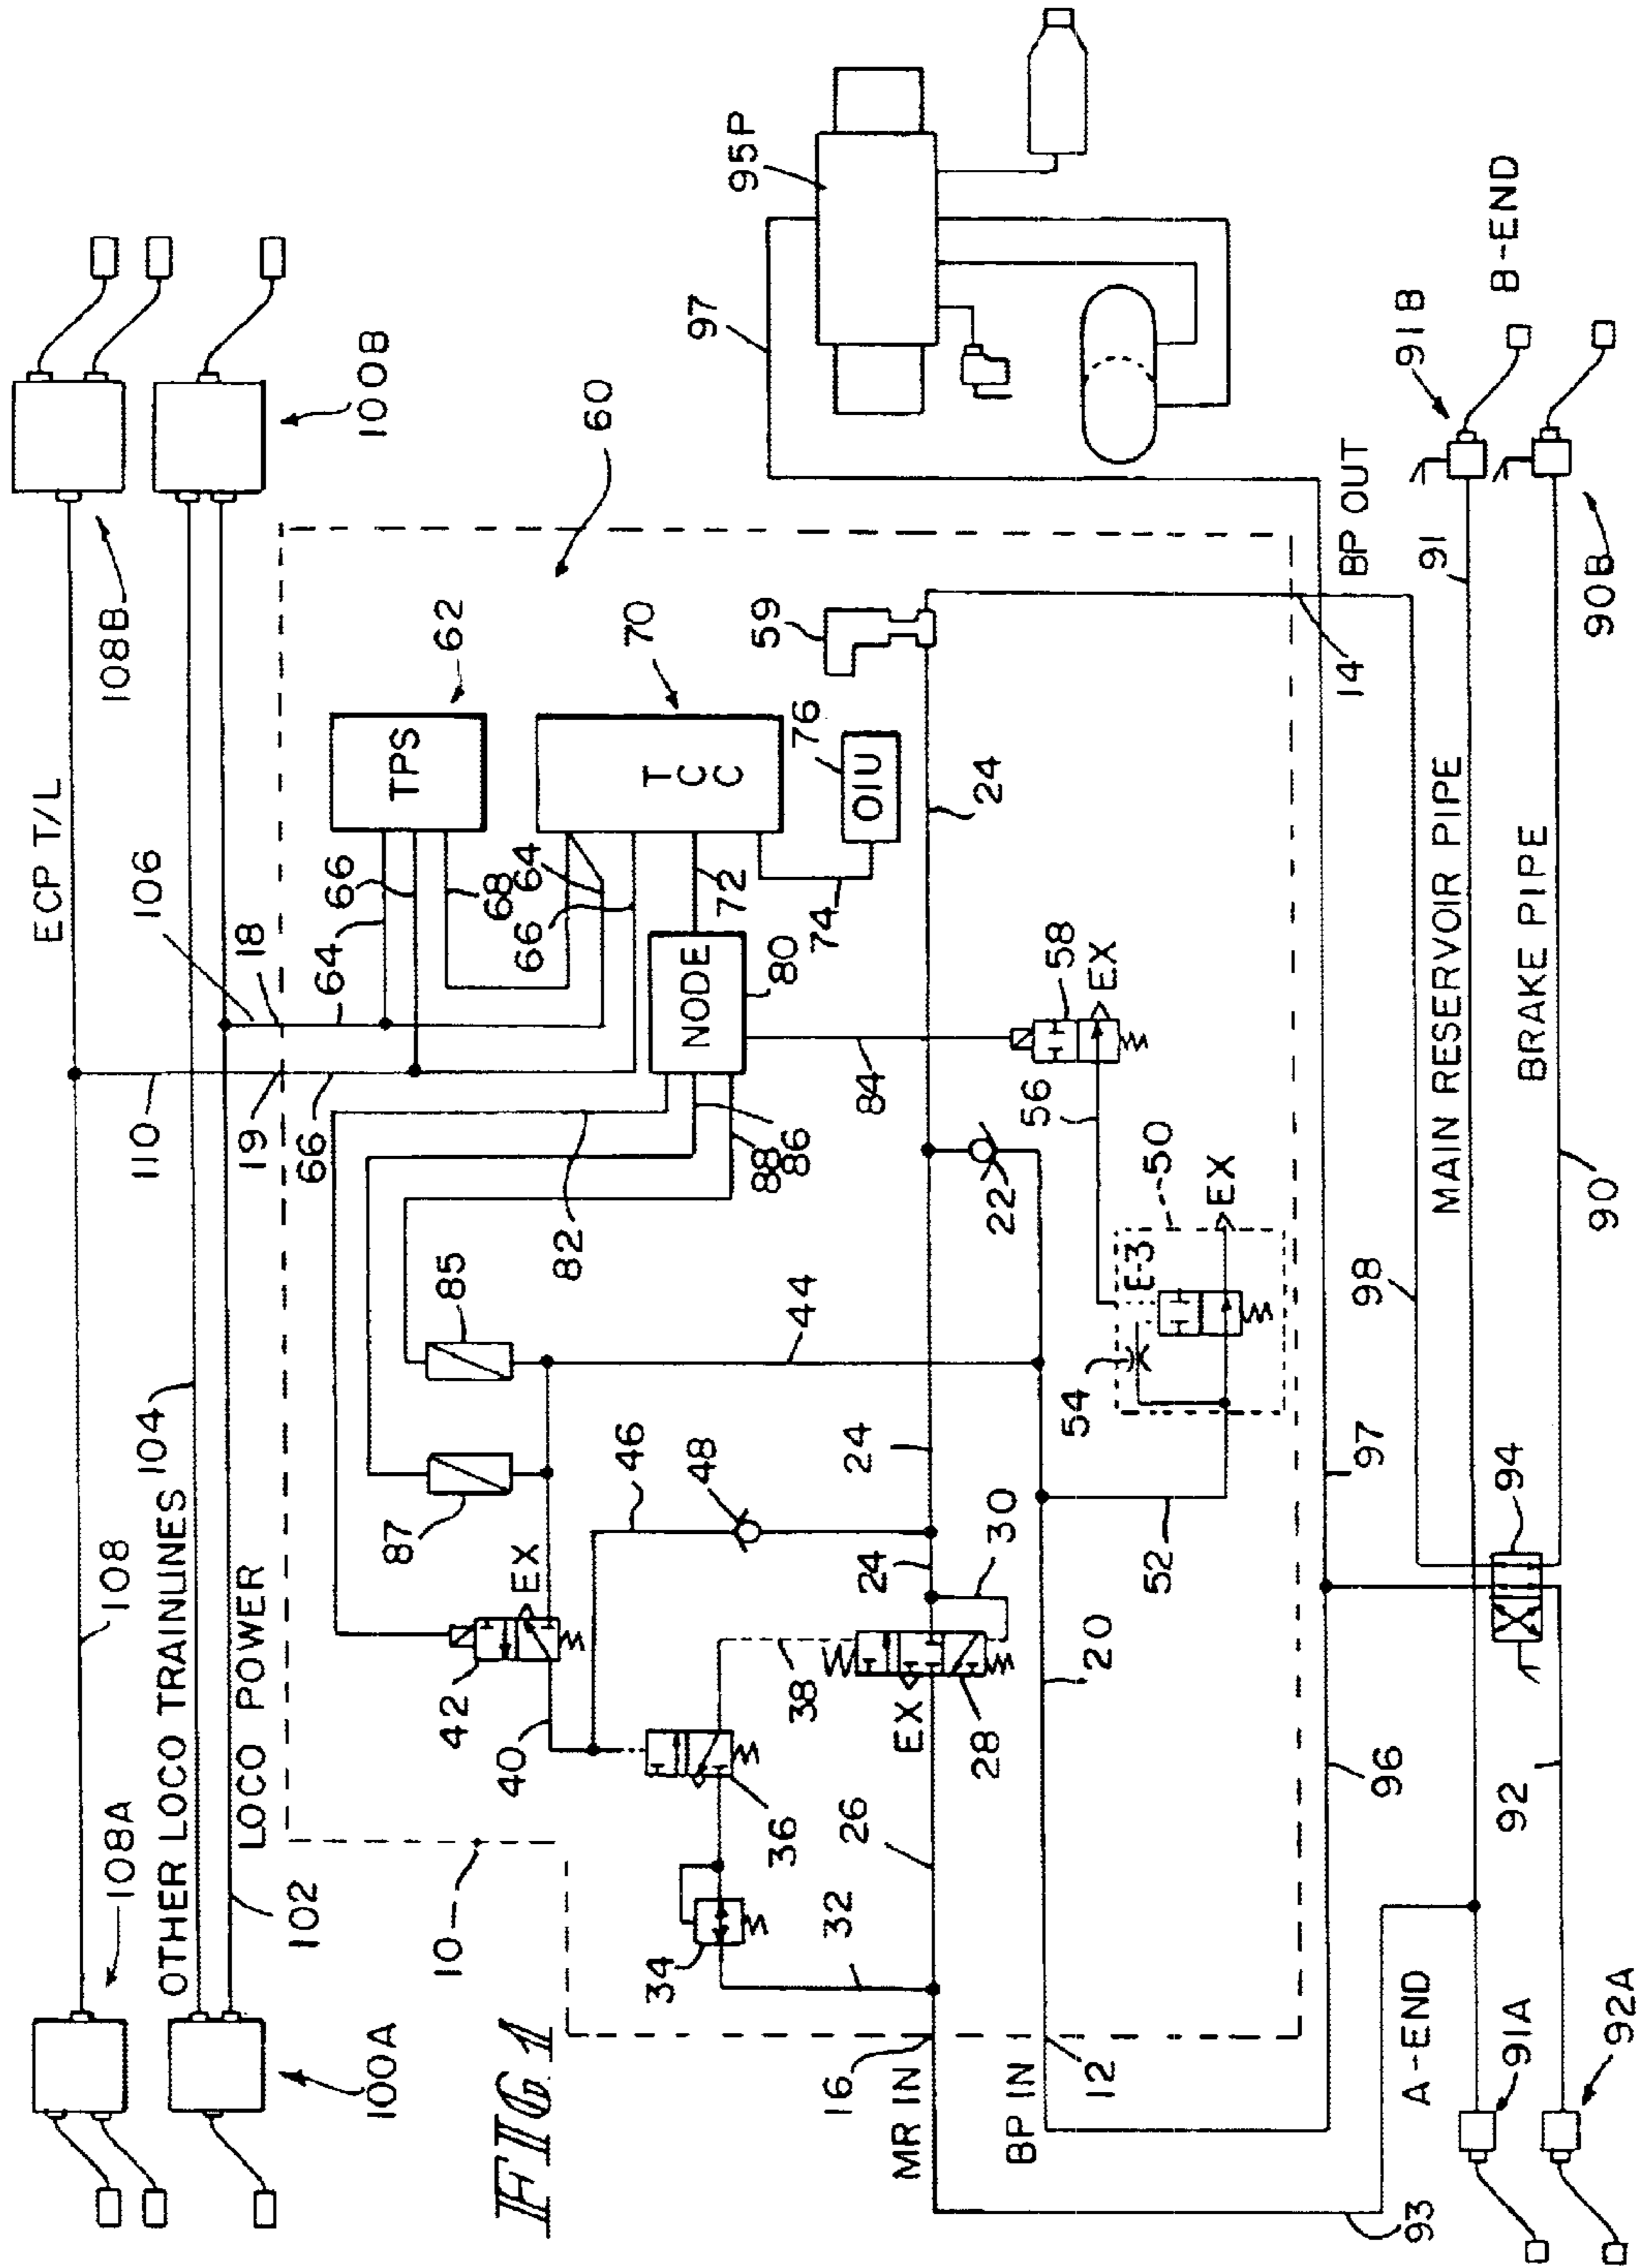 FIG 1
108A
108
ECP T/L
108B
OTHER LOCO TRAINLINES
104
106
100A
102
LOCO POWER
110
19
18
100B
10
66
64
82
TPS
62
60
66
64
68
64
66
TCC
70
72
NODE
80
74
76
OIU
86
88
84
87
85
42
EX
40
46
48
44
34
36
38
32
26
28
EX
24
30
24
24
59
22
56
58
EX
16
MR IN
BP IN
12
20
52
54
E-3
50
EX
14
BP OUT
97
95P
96
97
98
93
A-END
91A
92A
92
94
MAIN RESERVOIR PIPE
91
BRAKE PIPE
90
91B
B-END
90B